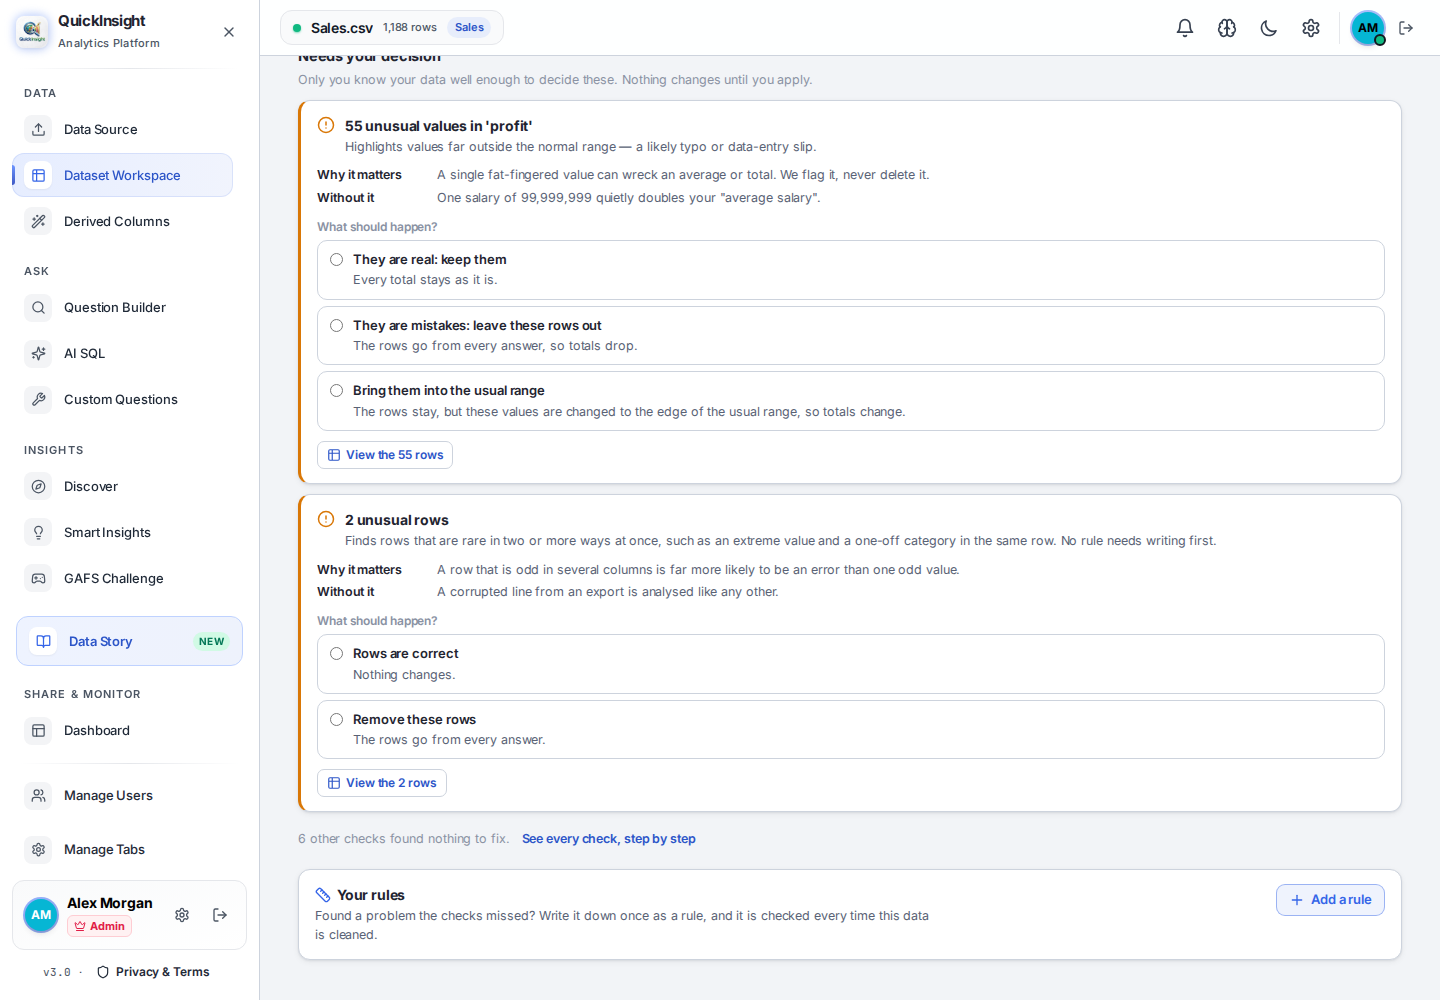 QuickInsight
Analytics Platform
DATA
Data Source
Dataset Workspace
Derived Columns
ASK
Question Builder
AI SQL
Custom Questions
INSIGHTS
Discover
Smart Insights
GAFS Challenge
Data Story NEW
SHARE & MONITOR
Dashboard
Manage Users
Manage Tabs
AM Alex Morgan
Admin
v3.0 · Privacy & Terms
Sales.csv 1,188 rows Sales
AM
Needs your decision
Only you know your data well enough to decide these. Nothing changes until you apply.
55 unusual values in 'profit'
Highlights values far outside the normal range — a likely typo or data-entry slip.
Why it matters A single fat-fingered value can wreck an average or total. We flag it, never delete it.
Without it One salary of 99,999,999 quietly doubles your "average salary".
What should happen?
They are real: keep them
Every total stays as it is.
They are mistakes: leave these rows out
The rows go from every answer, so totals drop.
Bring them into the usual range
The rows stay, but these values are changed to the edge of the usual range, so totals change.
View the 55 rows
2 unusual rows
Finds rows that are rare in two or more ways at once, such as an extreme value and a one-off category in the same row. No rule needs writing first.
Why it matters A row that is odd in several columns is far more likely to be an error than one odd value.
Without it A corrupted line from an export is analysed like any other.
What should happen?
Rows are correct
Nothing changes.
Remove these rows
The rows go from every answer.
View the 2 rows
6 other checks found nothing to fix. See every check, step by step
Your rules
Found a problem the checks missed? Write it down once as a rule, and it is checked every time this data
is cleaned.
Add a rule